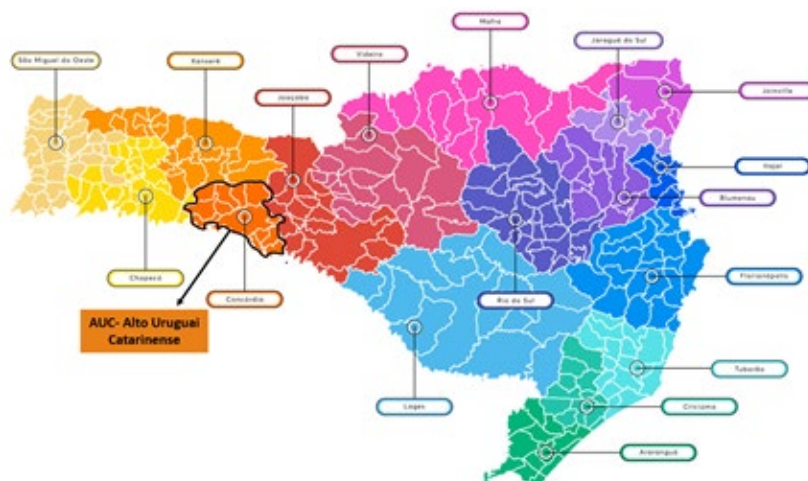 Mafra
Videira
Jaraguá do Sul
São Miguel do Oeste
Xanxerê
Joaçaba
Joinville
Itajaí
Blumenau
Chapecó
Florianópolis
Concórdia
Rio do Sul
AUC- Alto Uruguai
Catarinense
Tubarão
Lages
Criciúma
Araranguá